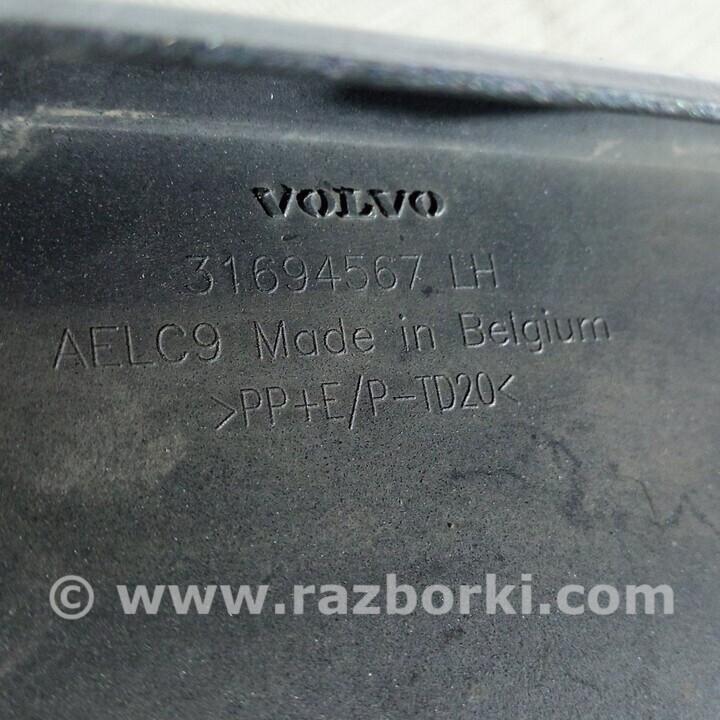 VOLVO
31694567 LH
AELC9 Made in Belgium
>PP+E/P-TD20<
© www.razborki.com